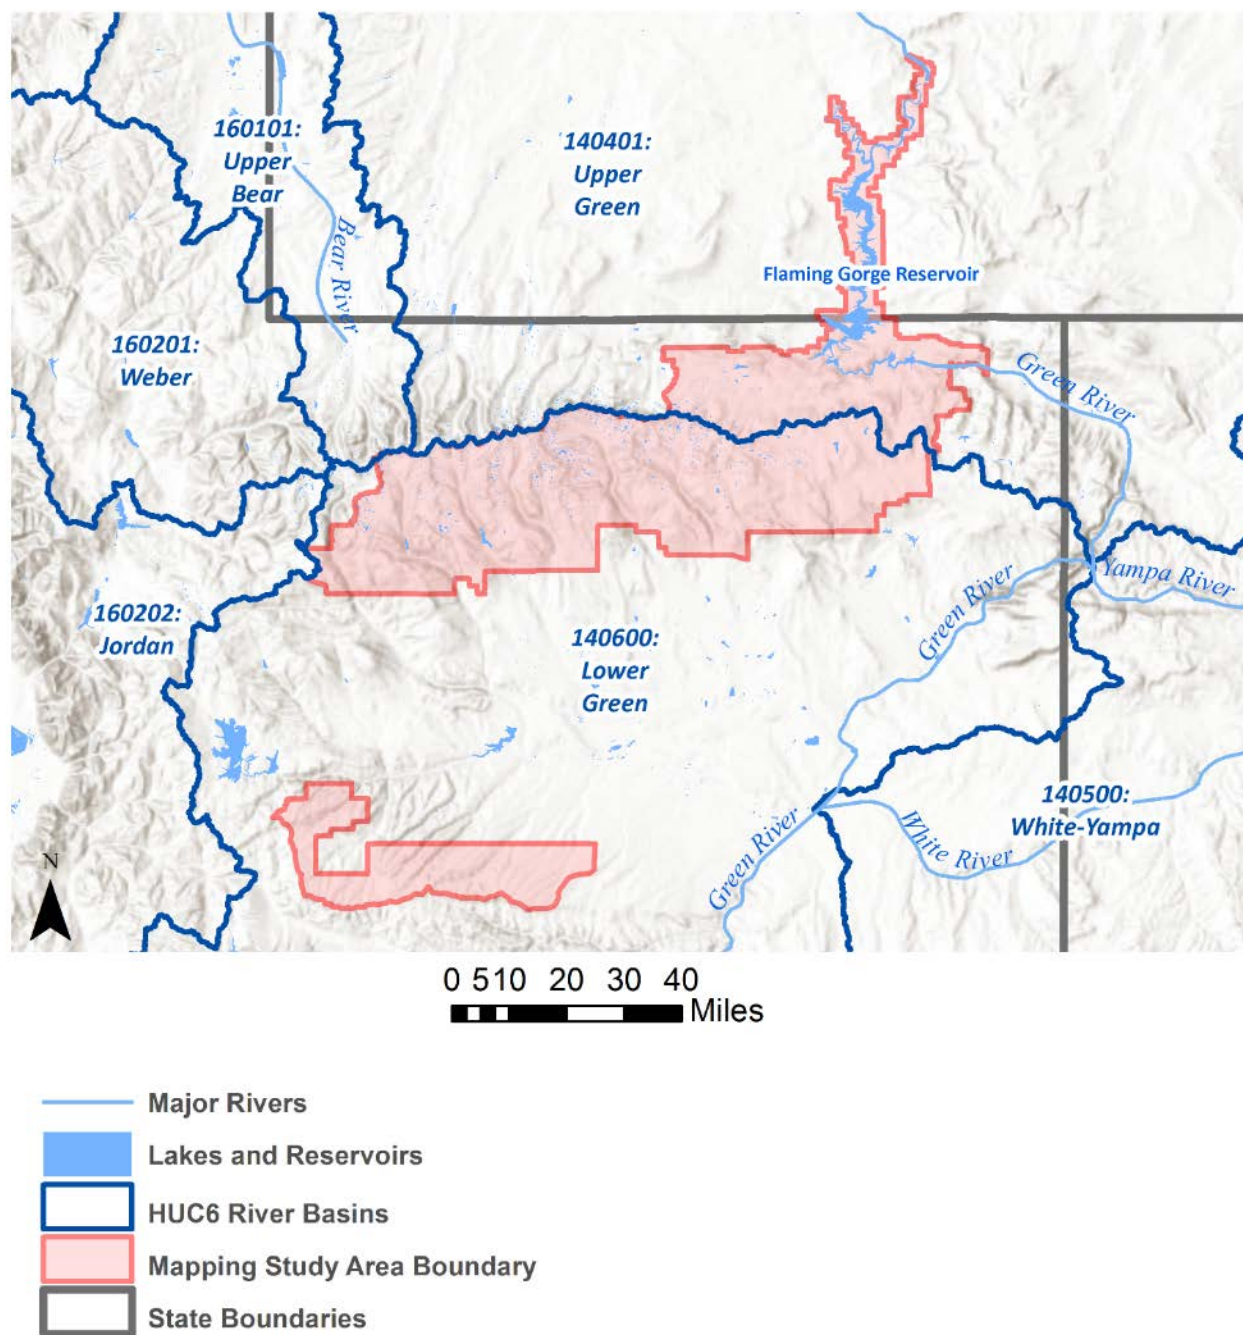 160101:
Upper
Bear
140401:
Upper
Green
Bear River
Flaming Gorge Reservoir
160201:
Weber
Green River
Green River
Yampa River
160202:
Jordan
140600:
Lower
Green
140500:
White-Yampa
Green River
White River
N
0 510 20 30 40
Miles
Major Rivers
Lakes and Reservoirs
HUC6 River Basins
Mapping Study Area Boundary
State Boundaries